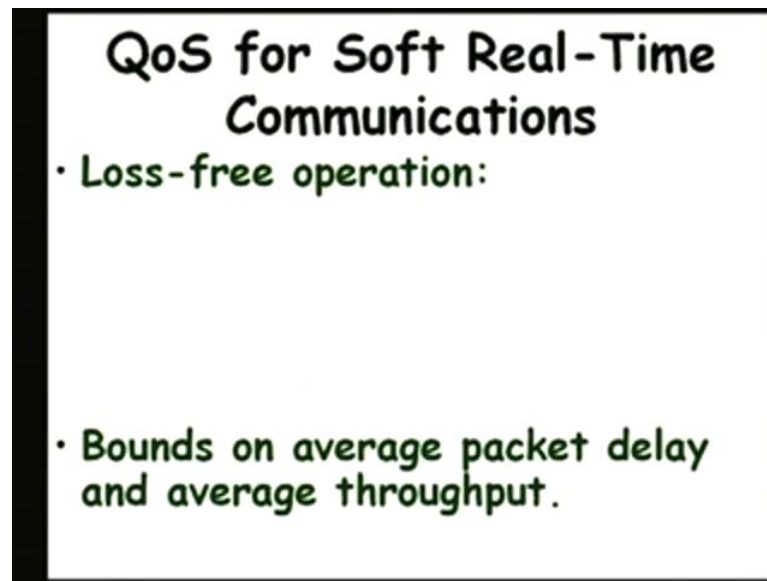 QoS for Soft Real-Time
Communications
· Loss-free operation:
· Bounds on average packet delay
and average throughput.